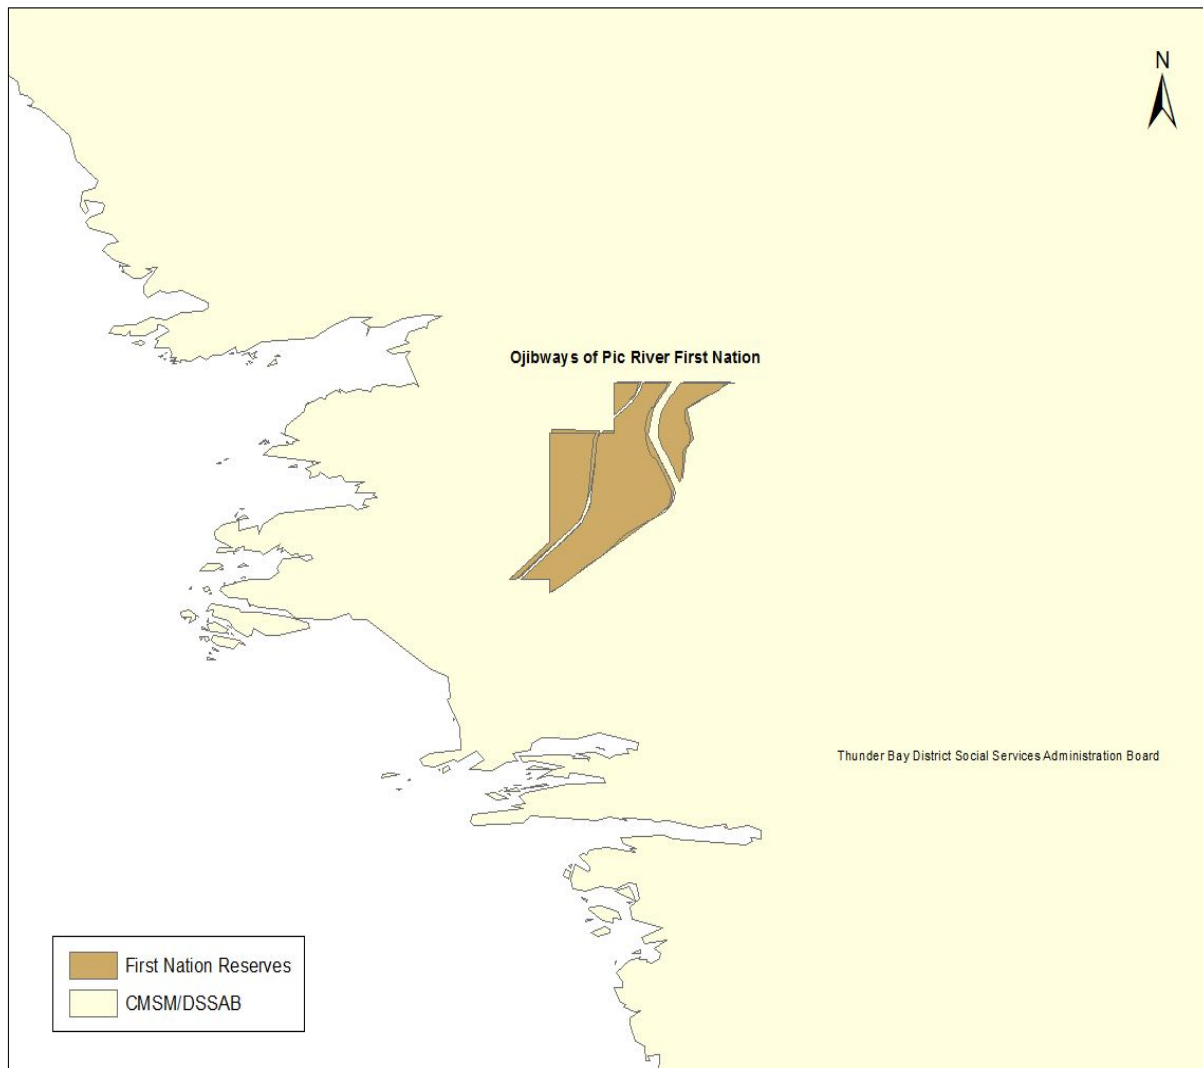 N
Ojibways of Pic River First Nation
Thunder Bay District Social Services Administration Board
First Nation Reserves
CMSM/DSSAB